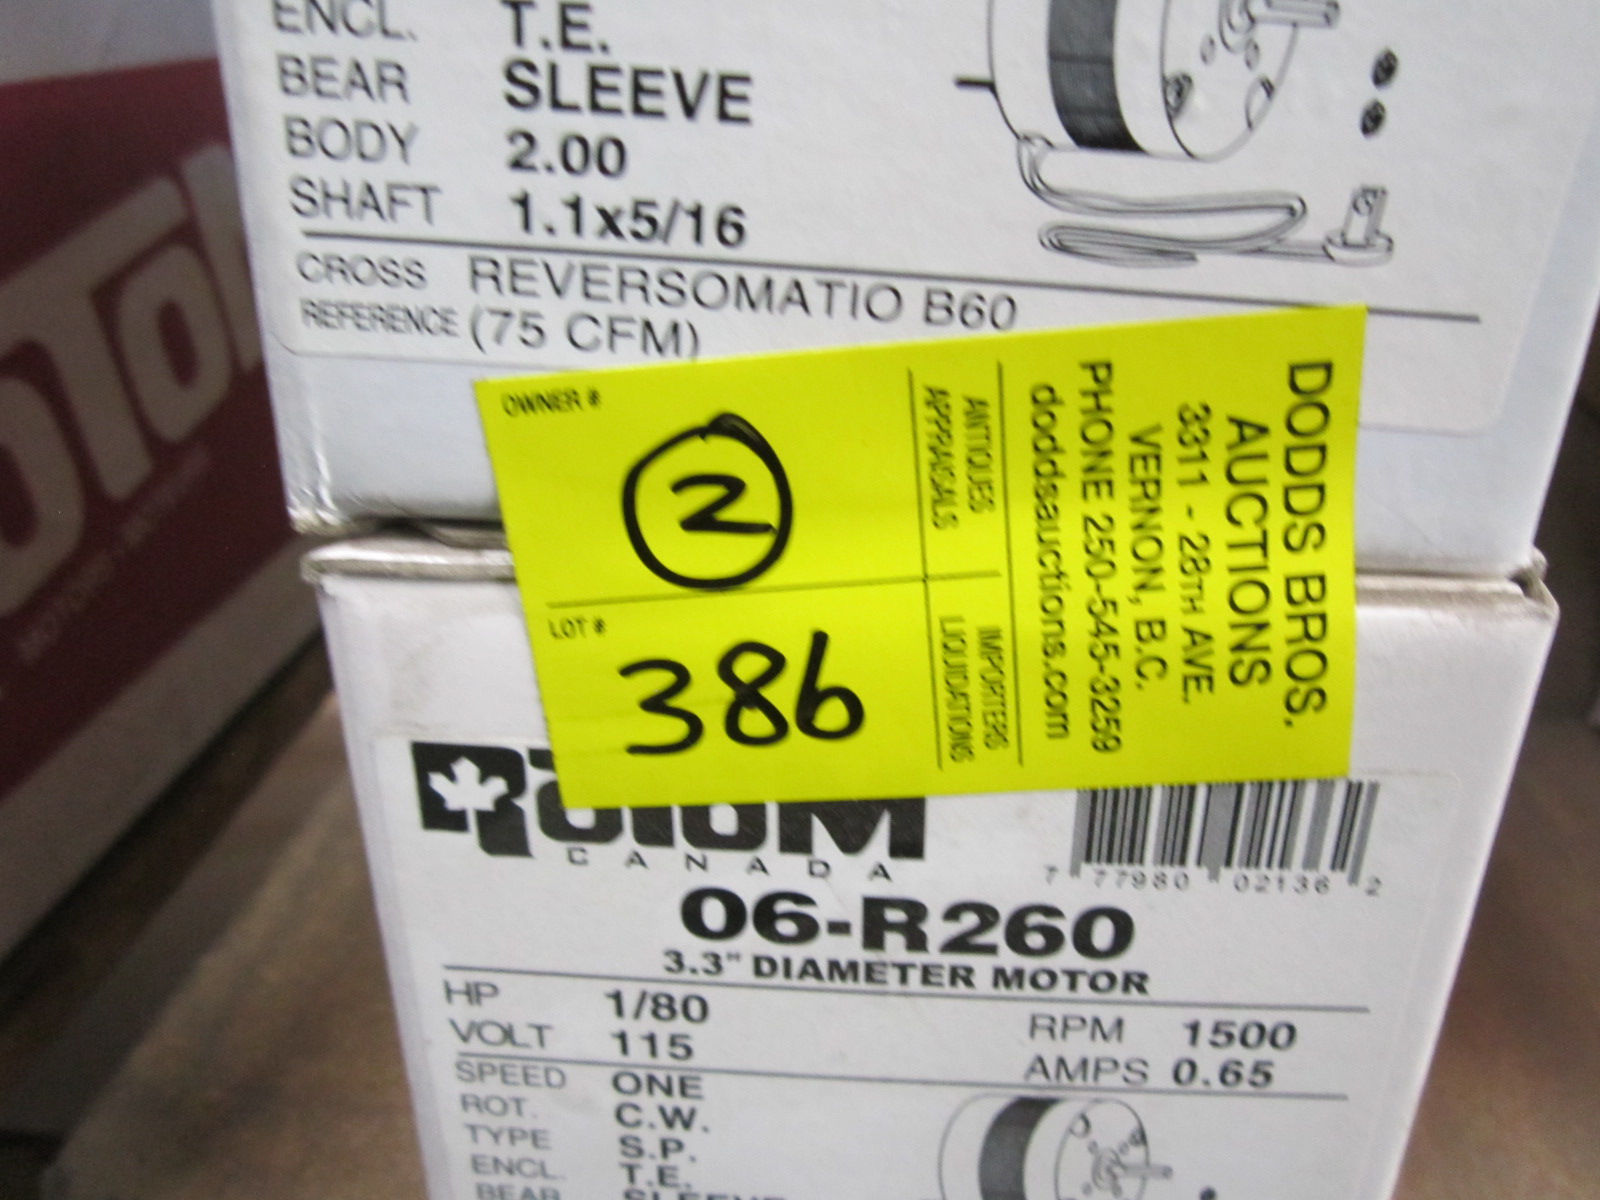 ENCL. T.E.
BEAR SLEEVE
BODY 2.00
SHAFT 1.1x5/16
CROSS REFERENCE REVERSOMATIO B60
(75 CFM)
OWNER #
2
LOT #
386
ANTIQUES
APPRAISALS
IMPORTERS
LIQUIDATIONS
DODDS BROS.
AUCTIONS
3311 - 28TH AVE.
VERNON, B.C.
PHONE 250-545-3259
doddsauctions.com
ROTOM
CANADA
7 77980 02136 2
06-R260
3.3" DIAMETER MOTOR
HP 1/80 RPM 1500
VOLT 115 AMPS 0.65
SPEED ONE
ROT. C.W.
TYPE S.P.
ENCL. T.E.
BEAR SLEEVE